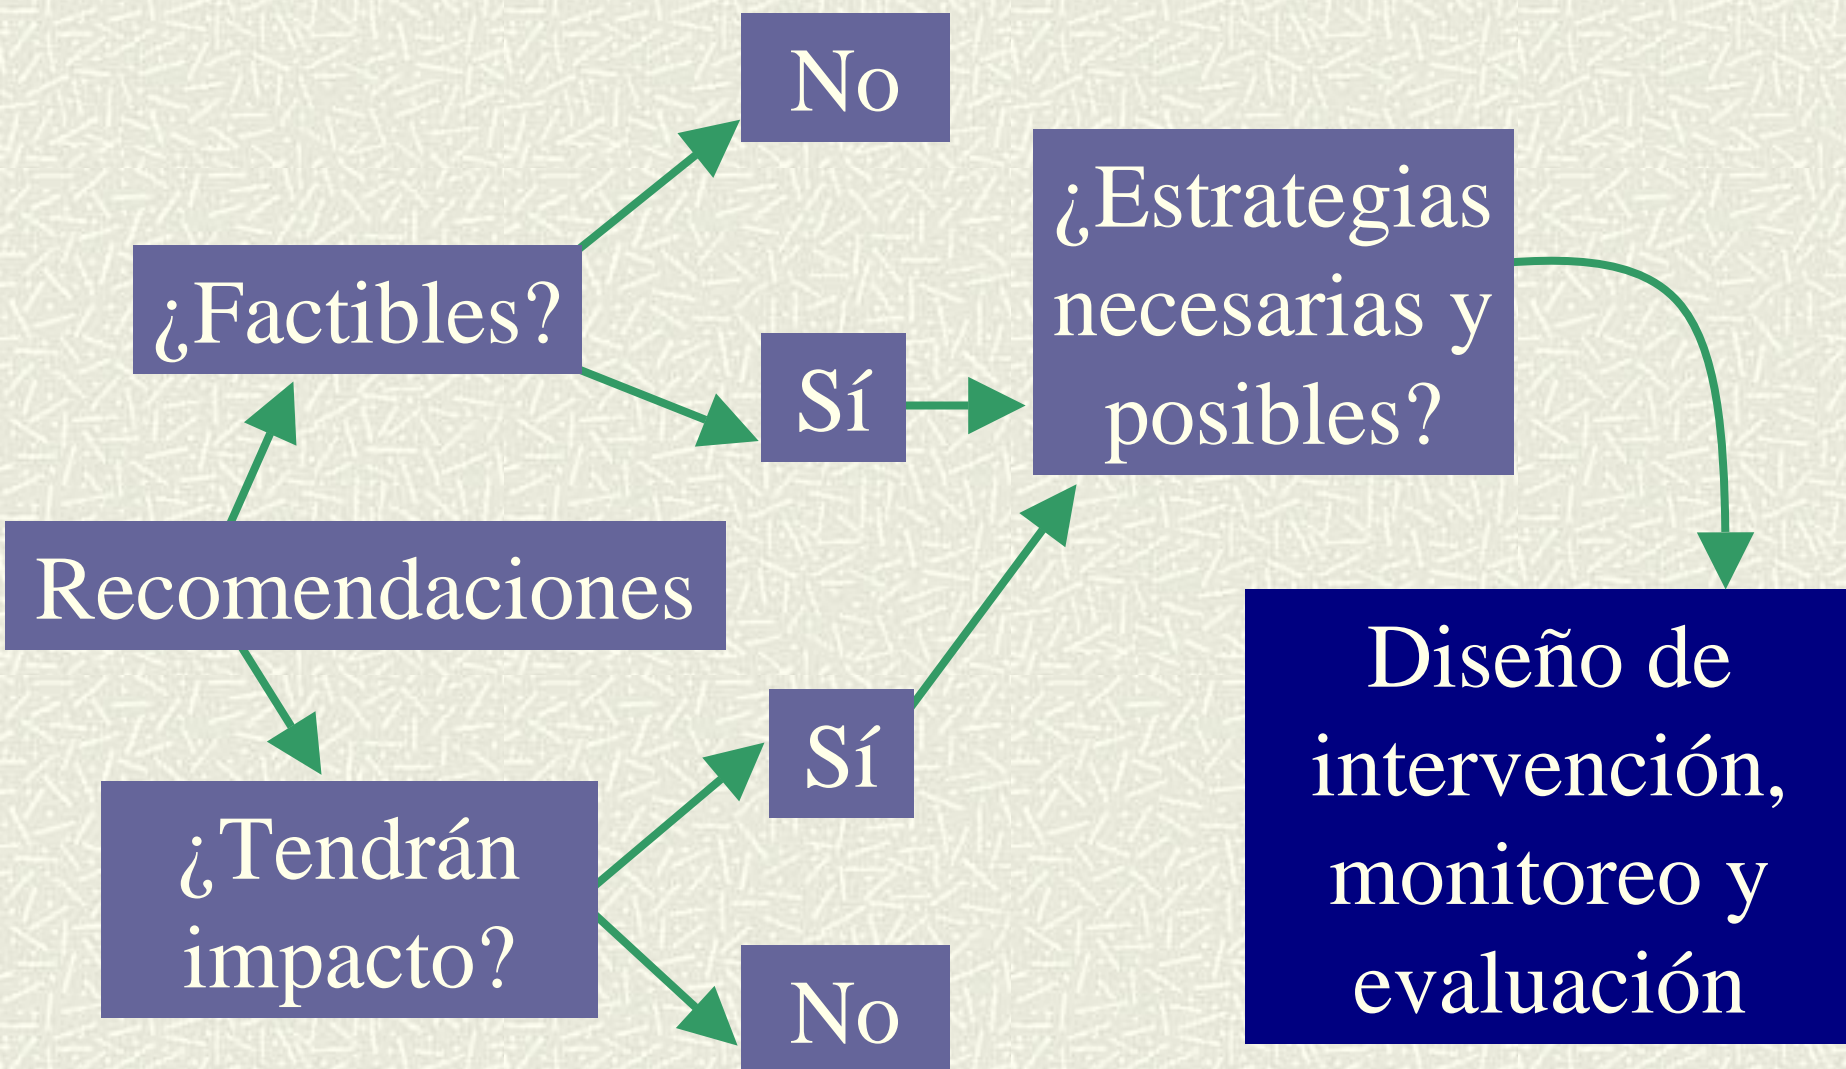 No
¿Factibles?
Sí
¿Estrategias
necesarias y
posibles?
Recomendaciones
¿Tendrán
impacto?
Sí
No
Diseño de
intervención,
monitoreo y
evaluación